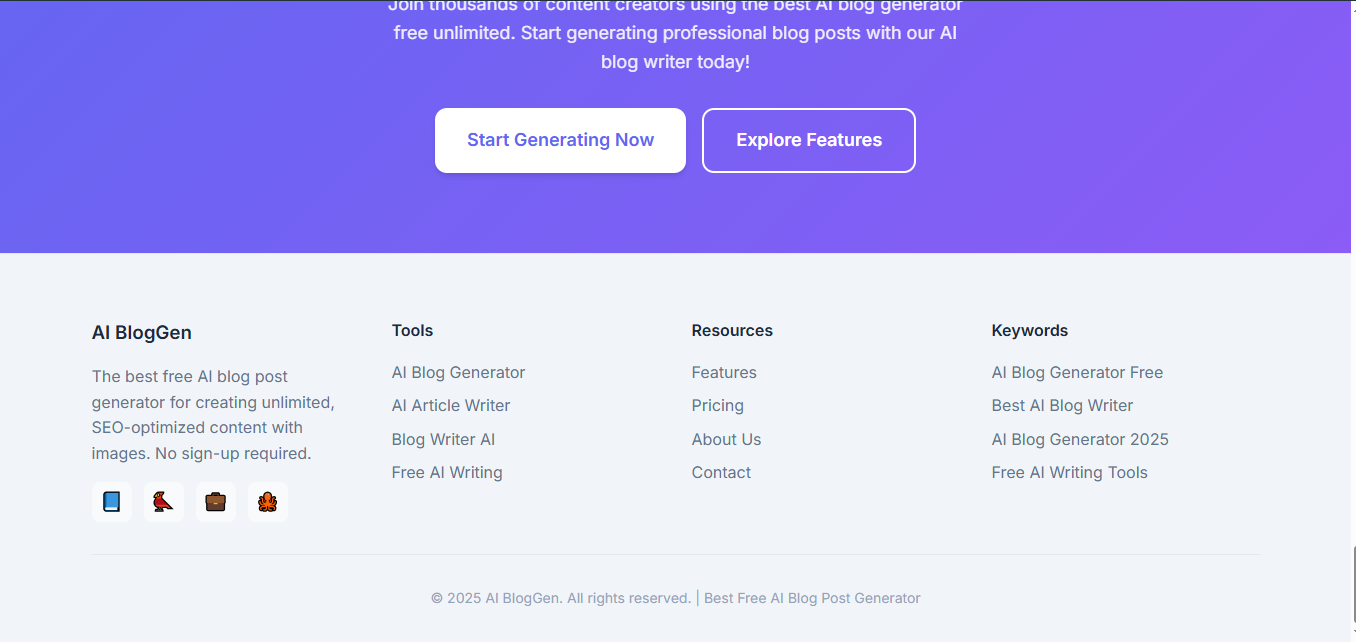 Join thousands of content creators using the best AI blog generator
free unlimited. Start generating professional blog posts with our AI
blog writer today!
Start Generating Now
Explore Features
AI BlogGen
The best free AI blog post
generator for creating unlimited,
SEO-optimized content with
images. No sign-up required.
Tools
AI Blog Generator
AI Article Writer
Blog Writer AI
Free AI Writing
Resources
Features
Pricing
About Us
Contact
Keywords
AI Blog Generator Free
Best AI Blog Writer
AI Blog Generator 2025
Free AI Writing Tools
© 2025 AI BlogGen. All rights reserved. | Best Free AI Blog Post Generator